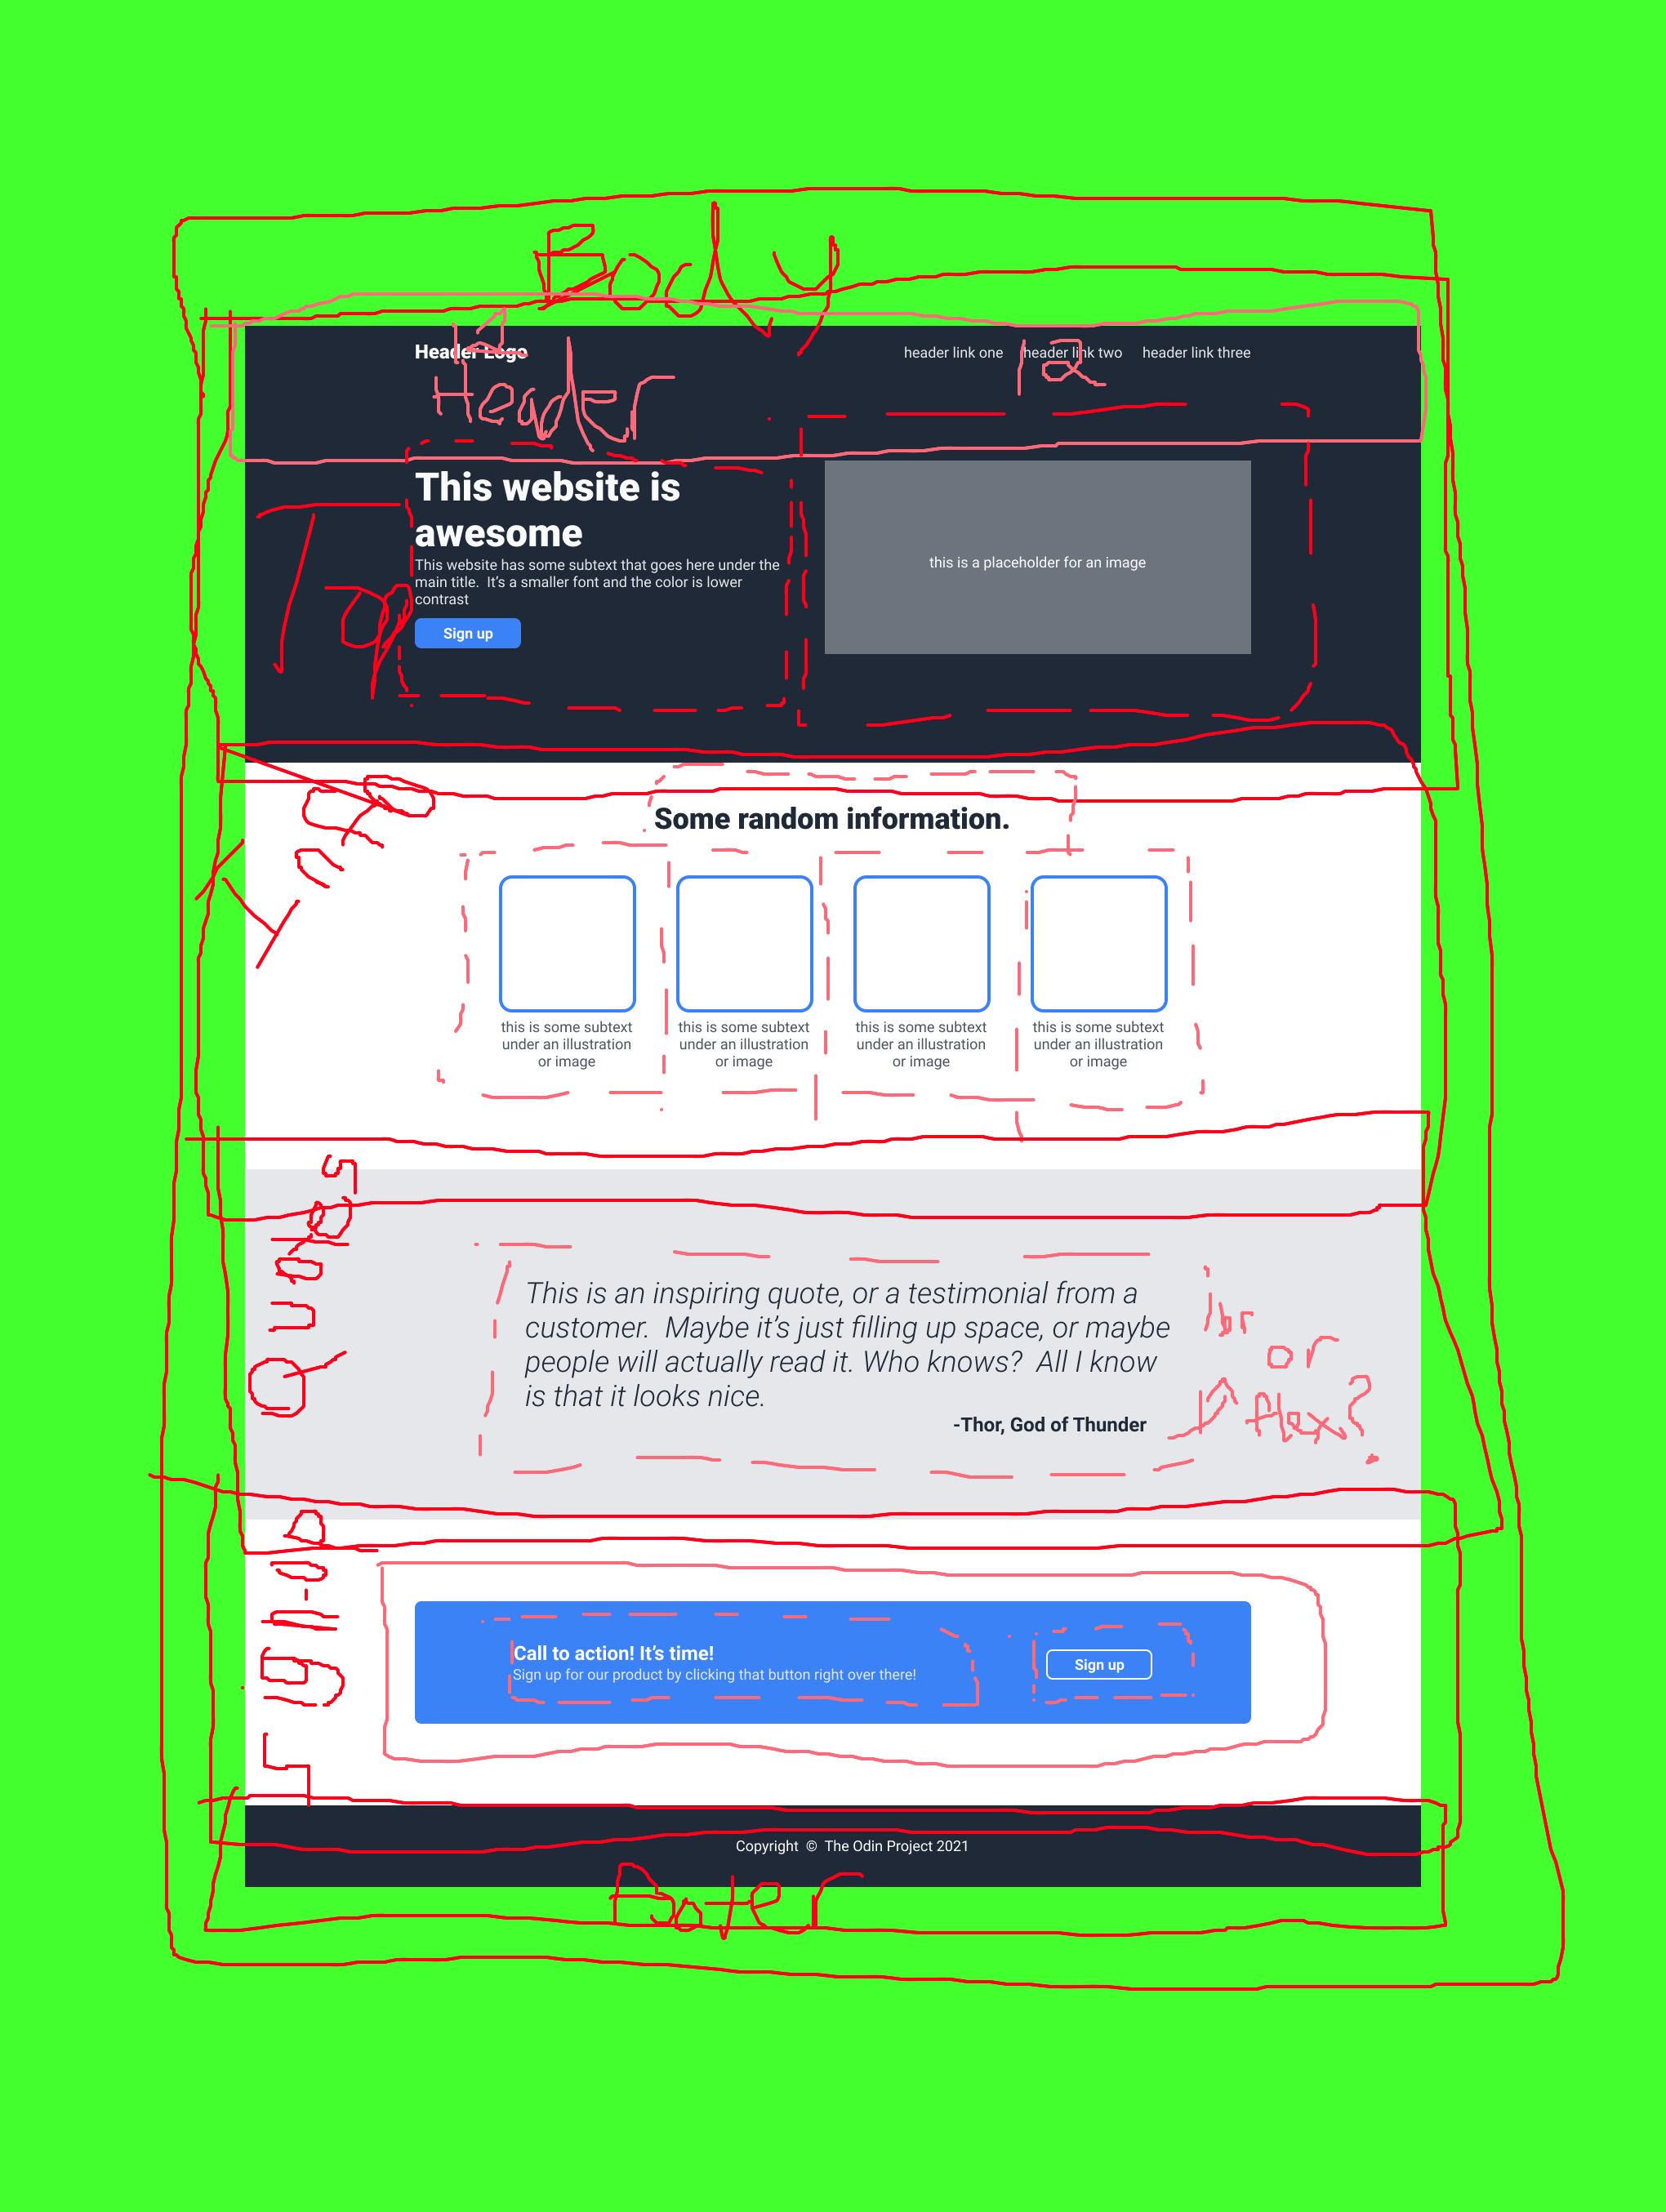 Body
Header Logo
header link one header link two header link three
Header
This website is
awesome
This website has some subtext that goes here under the
main title.  It's a smaller font and the color is lower
contrast
Sign up
this is a placeholder for an image
Top
Info
Some random information.
this is some subtext
under an illustration
or image
this is some subtext
under an illustration
or image
this is some subtext
under an illustration
or image
this is some subtext
under an illustration
or image
Quotes
This is an inspiring quote, or a testimonial from a
customer.  Maybe it's just filling up space, or maybe
people will actually read it. Who knows?  All I know
is that it looks nice.
-Thor, God of Thunder
br
or
flex?
Call to action! It's time!
Sign up for our product by clicking that button right over there!
Sign up
Copyright © The Odin Project 2021